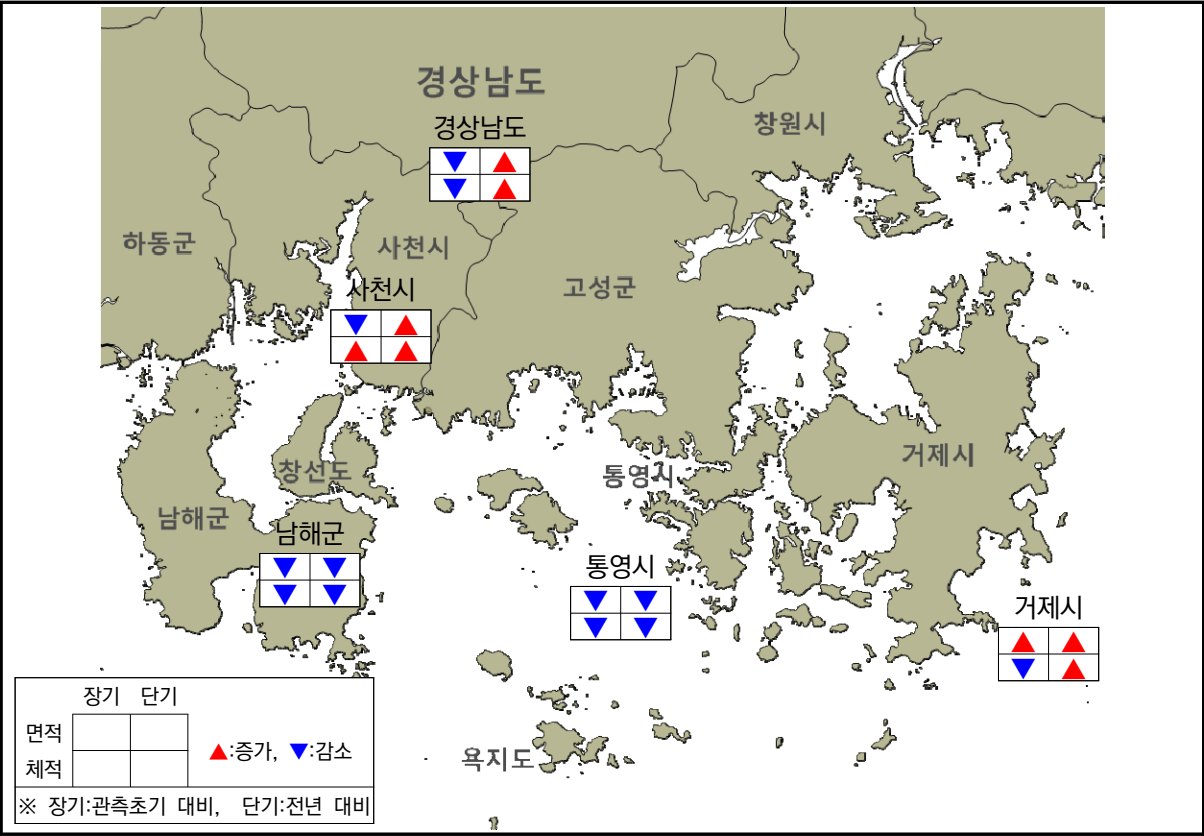 경상남도
경상남도
▼ ▲
▼ ▲
창원시
하동군
사천시
사천시
▼ ▲
▲ ▲
고성군
거제시
통영시
창선도
남해군
남해군
▼ ▼
▼ ▼
통영시
▼ ▼
▼ ▼
거제시
▲ ▲
▼ ▲
욕지도
장기 단기
면적
체적
▲:증가, ▼:감소
※ 장기:관측초기 대비, 단기:전년 대비